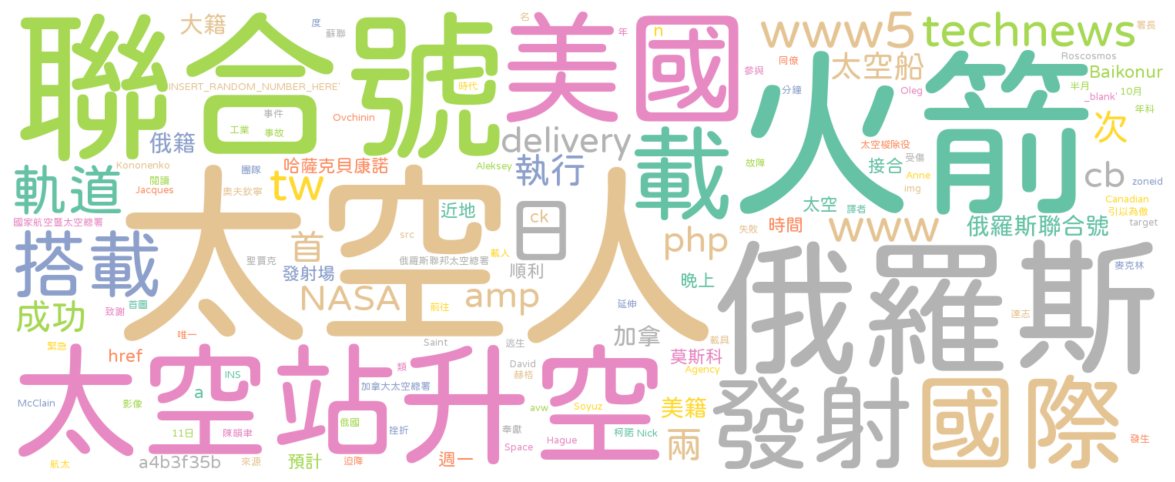 聯合號
美國
火箭
太空人
俄羅斯
太空站
升空
發射
國際
載
搭載
日
軌道
www5
technews
大籍
太空船
Roscosmos
署長
同僚
參與
Baikonur
半月
10月
_blank'
年科
Oleg
分鐘
名
年
n
度
蘇聯
INSERT_RANDOM_NUMBER_HERE'
時代
事件
Ovchinin
工業
事故
俄籍
delivery
次
太空梭除役
接合
受傷
cb
zoneid
Kononenko
閱讀
Jacques
團隊
哈薩克貝康諾
Aleksey
執行
故障
Anne
img
Canadian
引以為傲
target
tw
奧夫欽寧
近地
ck
太空
譯者
國家航空暨太空總署
首
src
時間
www
俄羅斯聯邦太空總署
載人
失敗
俄羅斯聯合號
php
聖賈克
發射場
順利
晚上
麥克林
NASA
amp
成功
首圖
致謝
前往
延伸
達志
唯一
加拿
載具
緊急
Saint
逃生
href
類
David
赫格
莫斯科
Agency
INS
a
加拿大太空總署
McClain
影像
avw
Soyuz
美籍
俄國
挫折
奉獻
柯諾
Nick
11日
陳縕聿
Space
Hague
兩
發生
航太
a4b3f35b
來源
預計
迫降
週一